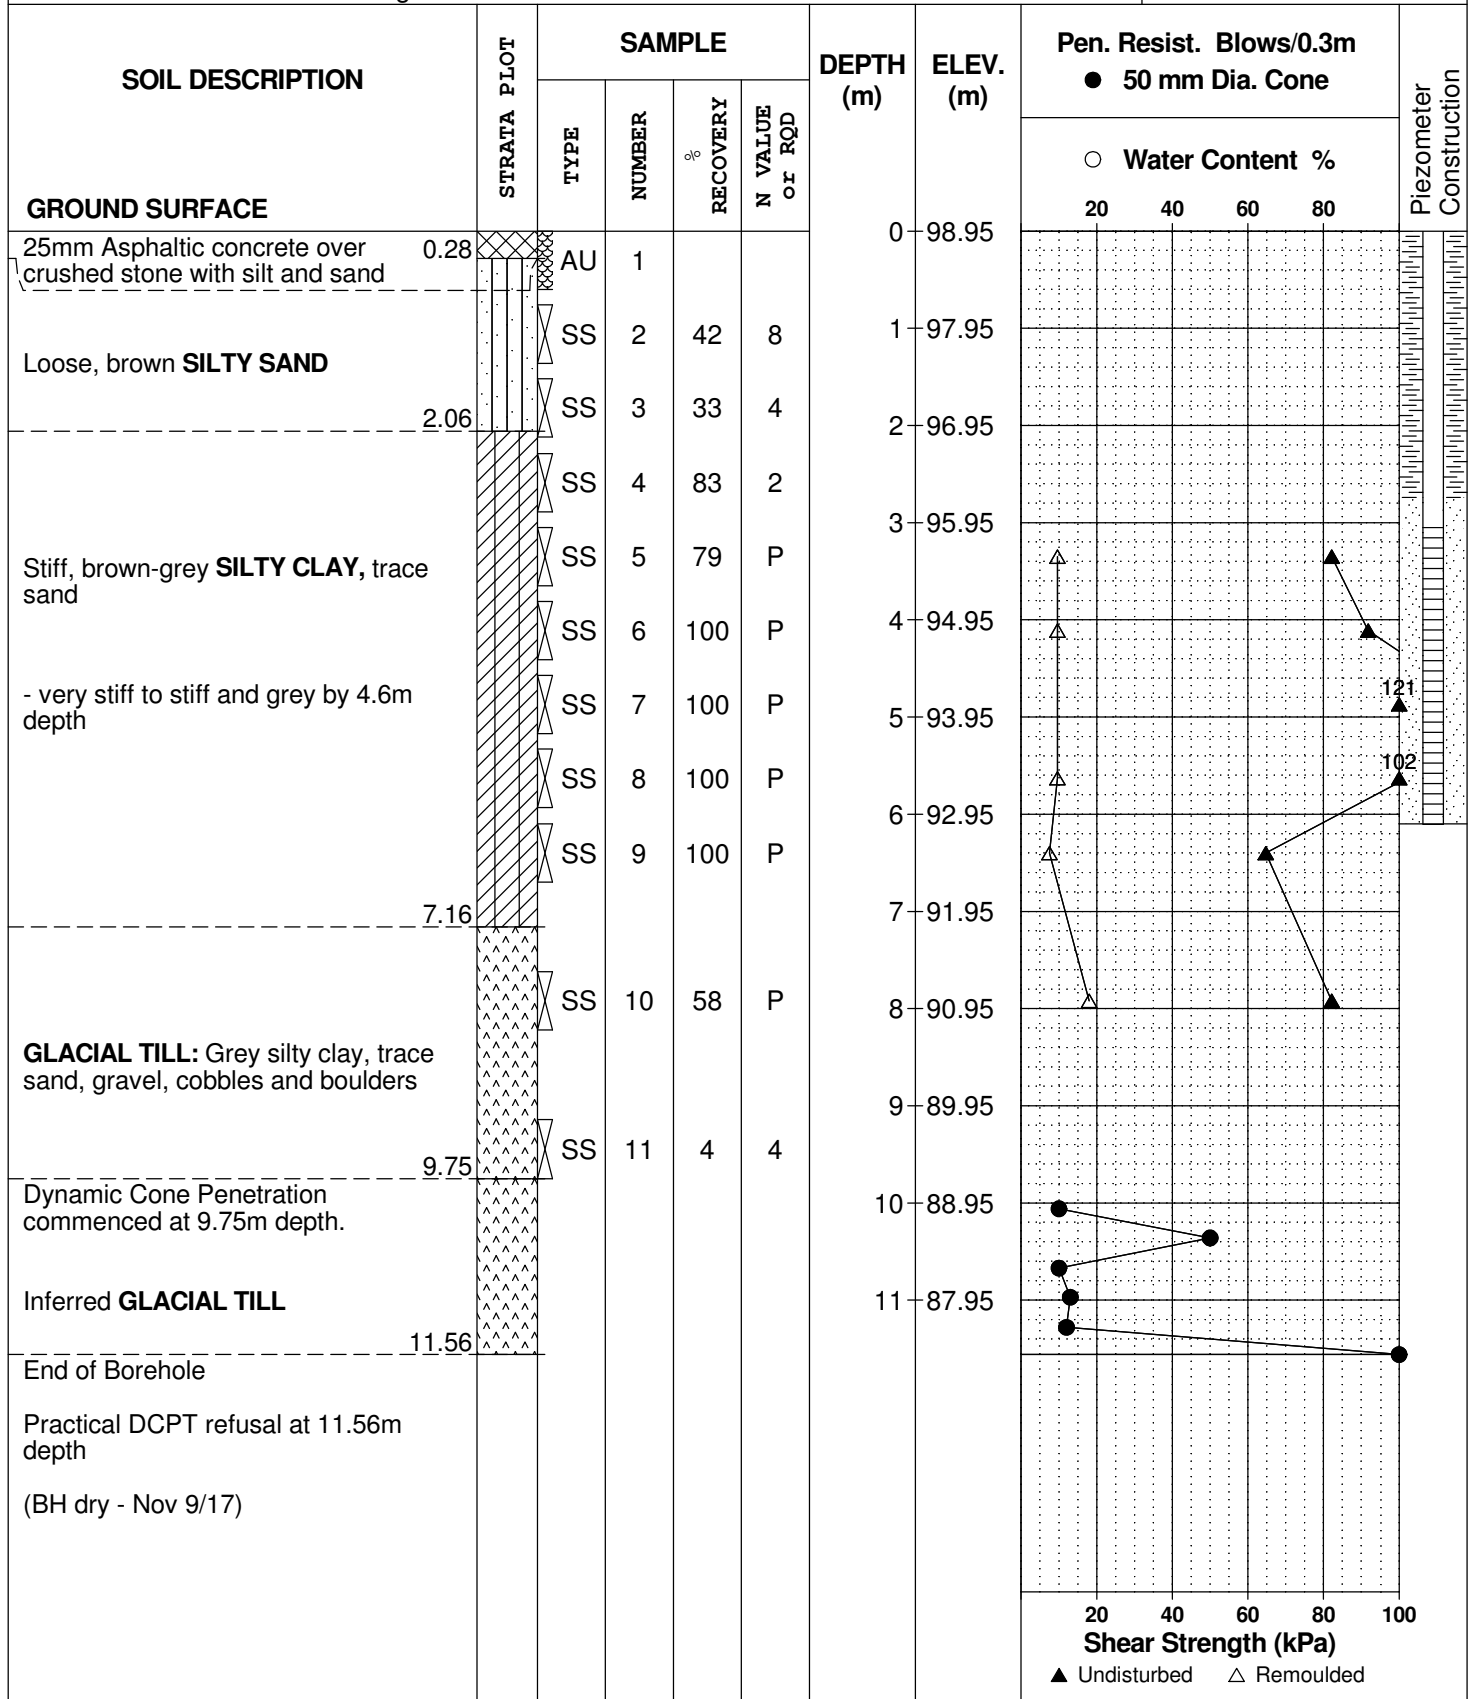 SOIL DESCRIPTION
GROUND SURFACE
STRATA PLOT
SAMPLE
TYPE
NUMBER
%
RECOVERY
N VALUE
or RQD
DEPTH
(m)
ELEV.
(m)
Pen. Resist. Blows/0.3m
● 50 mm Dia. Cone
○ Water Content %
20 40 60 80
Piezometer
Construction
25mm Asphaltic concrete over 0.28
crushed stone with silt and sand
AU 1
0 98.95
SS 2 42 8
1 97.95
Loose, brown SILTY SAND
SS 3 33 4
2.06
2 96.95
SS 4 83 2
3 95.95
SS 5 79 P
Stiff, brown-grey SILTY CLAY, trace
sand
4 94.95
SS 6 100 P
- very stiff to stiff and grey by 4.6m
depth
121
SS 7 100 P
5 93.95
102
SS 8 100 P
6 92.95
SS 9 100 P
7.16
7 91.95
SS 10 58 P
8 90.95
GLACIAL TILL: Grey silty clay, trace
sand, gravel, cobbles and boulders
9 89.95
SS 11 4 4
9.75
Dynamic Cone Penetration
commenced at 9.75m depth.
10 88.95
Inferred GLACIAL TILL
11 87.95
11.56
End of Borehole
Practical DCPT refusal at 11.56m
depth
(BH dry - Nov 9/17)
20 40 60 80 100
Shear Strength (kPa)
▲ Undisturbed △ Remoulded